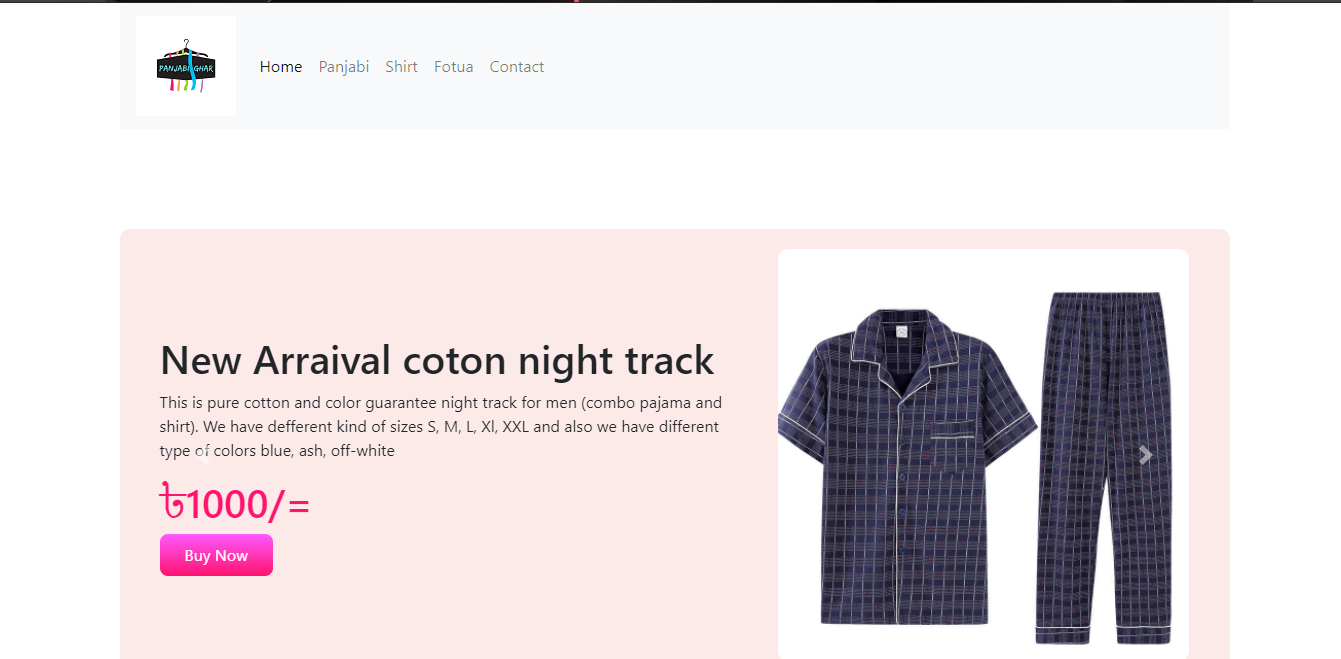 PANJABI GHAR
Home Panjabi Shirt Fotua Contact
New Arraival coton night track
This is pure cotton and color guarantee night track for men (combo pajama and
shirt). We have defferent kind of sizes S, M, L, Xl, XXL and also we have different
type of colors blue, ash, off-white
৳1000/=
Buy Now